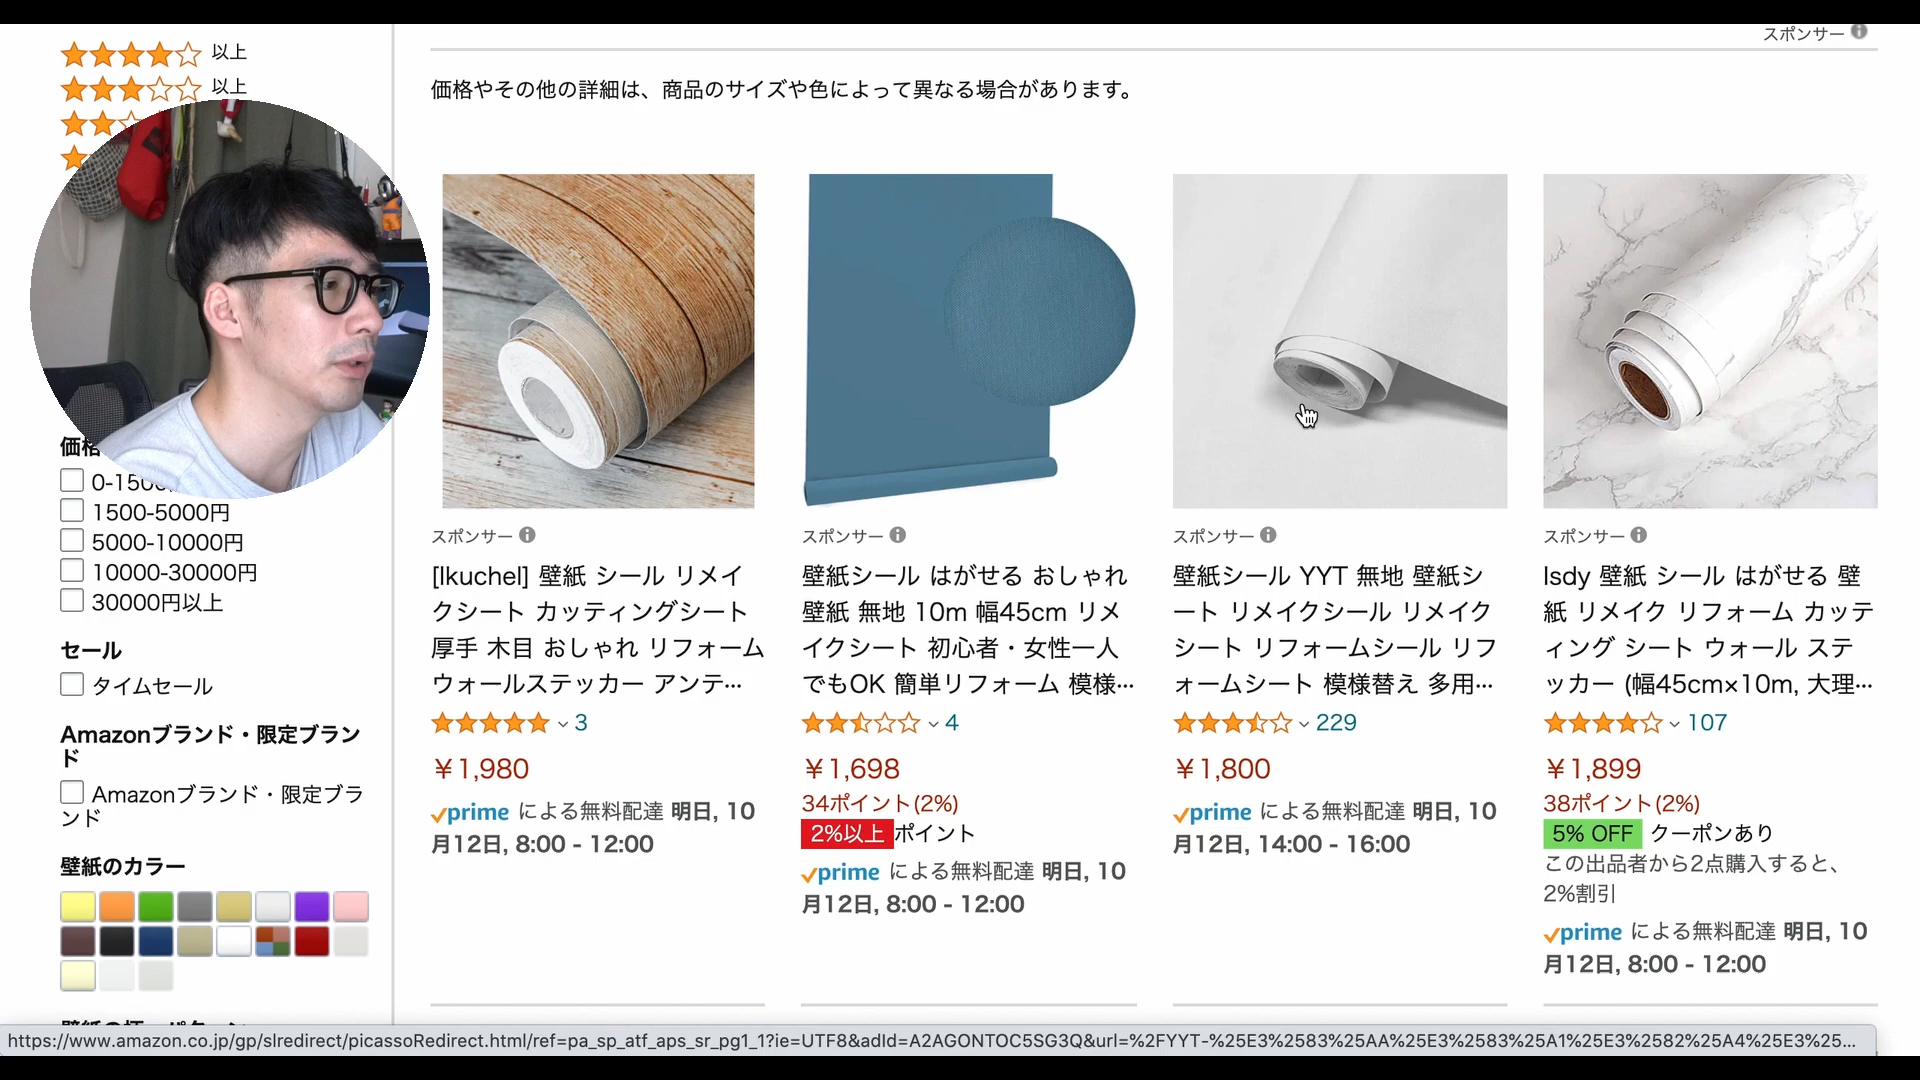 スポンサー
以上
以上
価格やその他の詳細は、商品のサイズや色によって異なる場合があります。
価格
0-1500
1500-5000円
5000-10000円
10000-30000円
30000円以上
セール
タイムセール
Amazonブランド・限定ブラン
ド
Amazonブランド・限定ブラ
ンド
壁紙のカラー
スポンサー
[Ikuchel] 壁紙 シール リメイ
クシート カッティングシート
厚手 木目 おしゃれ リフォーム
ウォールステッカー アンテ…
3
￥1,980
prime による無料配達 明日, 10
月12日, 8:00 - 12:00
スポンサー
壁紙シール はがせる おしゃれ
壁紙 無地 10m 幅45cm リメ
イクシート 初心者・女性一人
でもOK 簡単リフォーム 模様…
4
￥1,698
34ポイント(2%)
2%以上 ポイント
prime による無料配達 明日, 10
月12日, 8:00 - 12:00
スポンサー
壁紙シール YYT 無地 壁紙シ
ート リメイクシール リメイク
シート リフォームシール リフ
ォームシート 模様替え 多用…
229
￥1,800
prime による無料配達 明日, 10
月12日, 14:00 - 16:00
スポンサー
lsdy 壁紙 シール はがせる 壁
紙 リメイク リフォーム カッテ
ィング シート ウォール ステ
ッカー (幅45cm×10m, 大理…
107
￥1,899
38ポイント(2%)
5% OFF クーポンあり
この出品者から2点購入すると、
2%割引
prime による無料配達 明日, 10
月12日, 8:00 - 12:00
https://www.amazon.co.jp/gp/slredirect/picassoRedirect.html/ref=pa_sp_atf_aps_sr_pg1_1?ie=UTF8&adId=A2AGONTOC5SG3Q&url=%2FYYT-%25E3%2583%25AA%25E3%2583%25A1%25E3%2582%25A4%25E3%25...